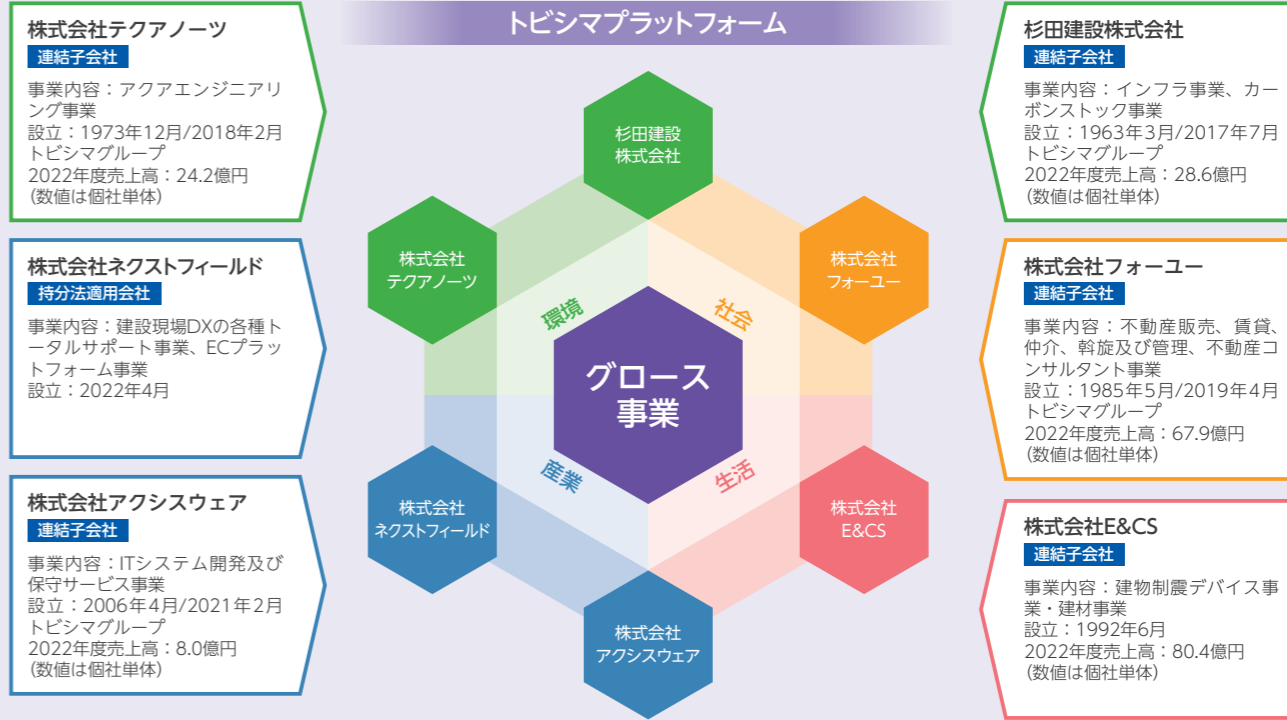 トビシマプラットフォーム
株式会社テクアノーツ
連結子会社
事業内容：アクアエンジニアリ
ング事業
設立：1973年12月/2018年2月
トビシマグループ
2022年度売上高：24.2億円
(数値は個社単体)
株式会社ネクストフィールド
持分法適用会社
事業内容：建設現場DXの各種ト
ータルサポート事業、ECプラッ
トフォーム事業
設立：2022年4月
株式会社アクシスウェア
連結子会社
事業内容：ITシステム開発及び
保守サービス事業
設立：2006年4月/2021年2月
トビシマグループ
2022年度売上高：8.0億円
(数値は個社単体)
杉田建設
株式会社
株式会社
テクアノーツ
株式会社
フォーユー
環境
社会
グロース
事業
産業
生活
株式会社
ネクストフィールド
株式会社
E&CS
株式会社
アクシスウェア
杉田建設株式会社
連結子会社
事業内容：インフラ事業、カー
ボンストック事業
設立：1963年3月/2017年7月
トビシマグループ
2022年度売上高：28.6億円
(数値は個社単体)
株式会社フォーユー
連結子会社
事業内容：不動産販売、賃貸、
仲介、斡旋及び管理、不動産コ
ンサルタント事業
設立：1985年5月/2019年4月
トビシマグループ
2022年度売上高：67.9億円
(数値は個社単体)
株式会社E&CS
連結子会社
事業内容：建物制震デバイス事
業・建材事業
設立：1992年6月
2022年度売上高：80.4億円
(数値は個社単体)